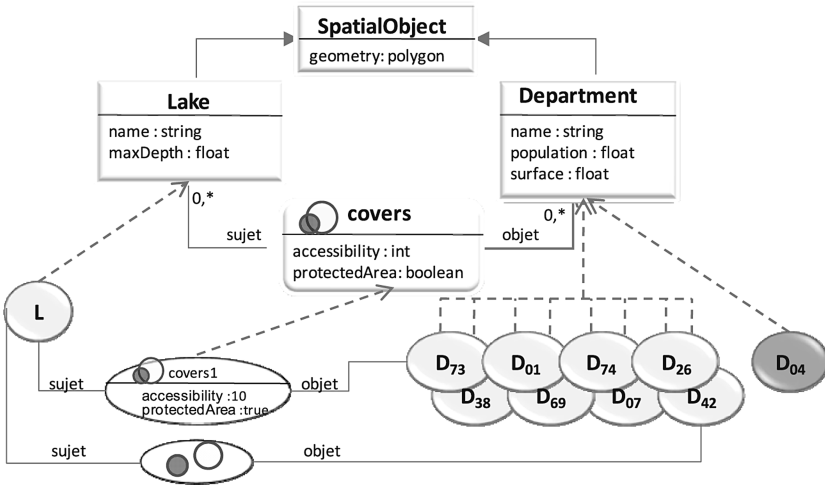 SpatialObject
geometry: polygon
Lake
name : string
maxDepth : float
Department
name : string
population : float
surface : float
0,*
sujet
covers
accessibility : int
protectedArea: boolean
0,*
objet
L
sujet
covers1
accessibility :10
protectedArea :true
objet
D73
D01
D74
D26
D04
D38
D69
D07
D42
sujet
objet